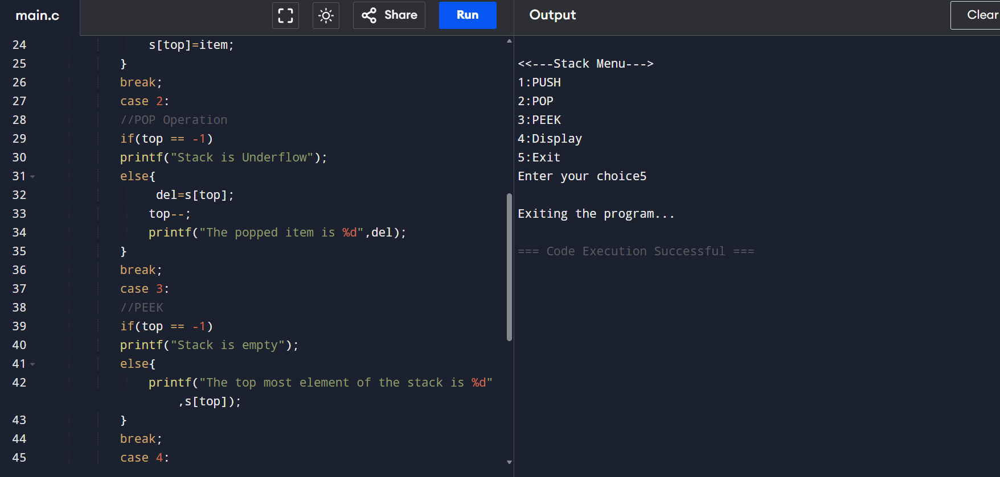 main.c
Share
Run
Output
Clear
24 s[top]=item;
25 }
26 break;
27 case 2:
28 //POP Operation
29 if(top == -1)
30 printf("Stack is Underflow");
31 else{
32 del=s[top];
33 top--;
34 printf("The popped item is %d",del);
35 }
36 break;
37 case 3:
38 //PEEK
39 if(top == -1)
40 printf("Stack is empty");
41 else{
42 printf("The top most element of the stack is %d"
,s[top]);
43 }
44 break;
45 case 4:
<<---Stack Menu--->
1:PUSH
2:POP
3:PEEK
4:Display
5:Exit
Enter your choice5
Exiting the program...
=== Code Execution Successful ===